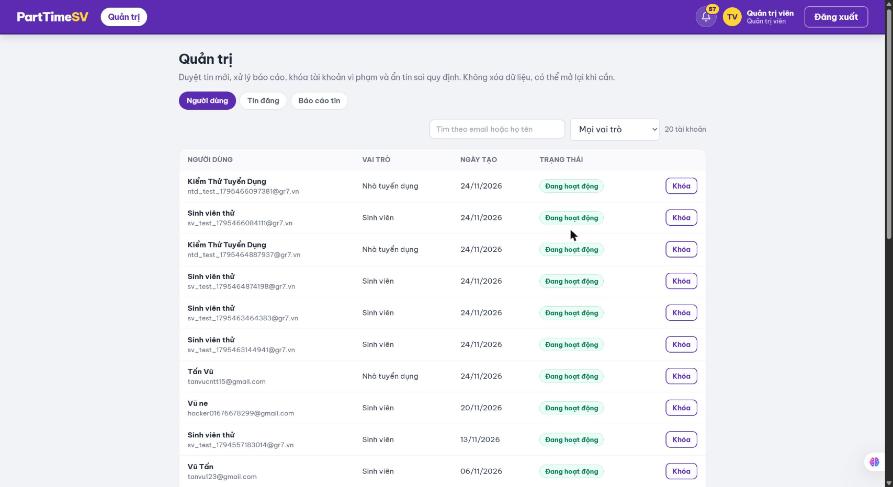 PartTimeSV
Quản trị
57
TV
Quản trị viên
Quản trị viên
Đăng xuất
Quản trị
Duyệt tin mới, xử lý báo cáo, khóa tài khoản vi phạm và ẩn tin sai quy định. Không xóa dữ liệu, có thể mở lại khi cần.
Người dùng Tin đăng Báo cáo tin
Tìm theo email hoặc họ tên Mọi vai trò 20 tài khoản
NGƯỜI DÙNG VAI TRÒ NGÀY TẠO TRẠNG THÁI
Kiểm Thử Tuyển Dụng
ntd_test_1795466097381@gr7.vn
Nhà tuyển dụng 24/11/2026 Đang hoạt động Khóa
Sinh viên thử
sv_test_1795466084111@gr7.vn
Sinh viên 24/11/2026 Đang hoạt động Khóa
Kiểm Thử Tuyển Dụng
ntd_test_1795464887937@gr7.vn
Nhà tuyển dụng 24/11/2026 Đang hoạt động Khóa
Sinh viên thử
sv_test_1795464874198@gr7.vn
Sinh viên 24/11/2026 Đang hoạt động Khóa
Sinh viên thử
sv_test_1795463464383@gr7.vn
Sinh viên 24/11/2026 Đang hoạt động Khóa
Sinh viên thử
sv_test_1795463144941@gr7.vn
Sinh viên 24/11/2026 Đang hoạt động Khóa
Tấn Vũ
tanvucntt15@gmail.com
Nhà tuyển dụng 24/11/2026 Đang hoạt động Khóa
Vũ ne
hacker01676678299@gmail.com
Sinh viên 20/11/2026 Đang hoạt động Khóa
Sinh viên thử
sv_test_1794557183014@gr7.vn
Sinh viên 13/11/2026 Đang hoạt động Khóa
Vũ Tấn
tanvu123@gmail.com
Sinh viên 06/11/2026 Đang hoạt động Khóa